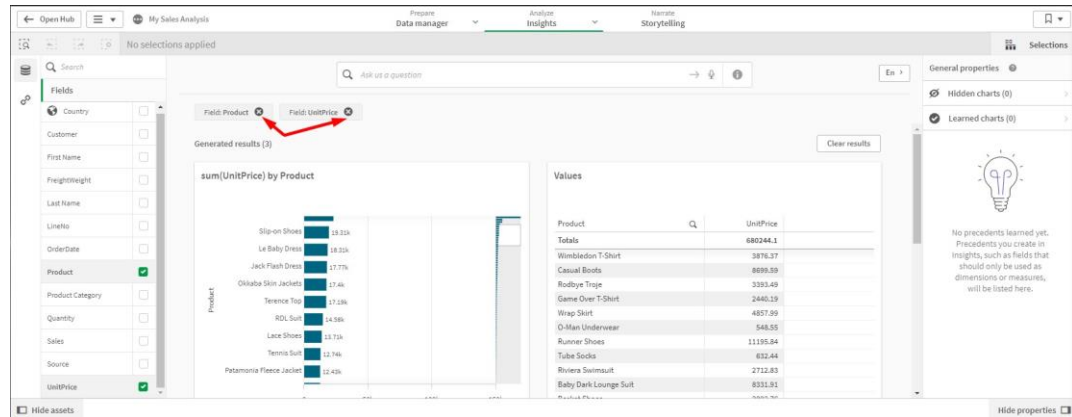 Open Hub
My Sales Analysis
Prepare
Data manager
Analyze
Insights
Narrate
Storytelling
No selections applied
Selections
Search
Fields
Country
Customer
First Name
FreightWeight
Last Name
LineNo
OrderDate
Product
Product Category
Quantity
Sales
Source
UnitPrice
Ask us a question
En
Field: Product
Field: UnitPrice
Generated results (3)
Clear results
sum(UnitPrice) by Product
Product
Slip-on Shoes 19.31k
Le Baby Dress 18.31k
Jack Flash Dress 17.77k
Okkaba Skin Jackets 17.4k
Terence Top 17.19k
RDL Suit 14.58k
Lace Shoes 13.71k
Tennis Suit 12.74k
Patamonia Fleece Jacket 12.43k
Values
Product UnitPrice
Totals 680244.1
Wimbledon T-Shirt 3876.37
Casual Boots 8699.59
Rodbye Troje 3393.49
Game Over T-Shirt 2440.19
Wrap Skirt 4857.99
O-Man Underwear 548.55
Runner Shoes 11195.84
Tube Socks 632.44
Riviera Swimsuit 2712.83
Baby Dark Lounge Suit 8331.91
General properties
Hidden charts (0)
Learned charts (0)
No precedents learned yet.
Precedents you create in
Insights, such as fields that
should only be used as
dimensions or measures,
will be listed here.
Hide assets
Hide properties